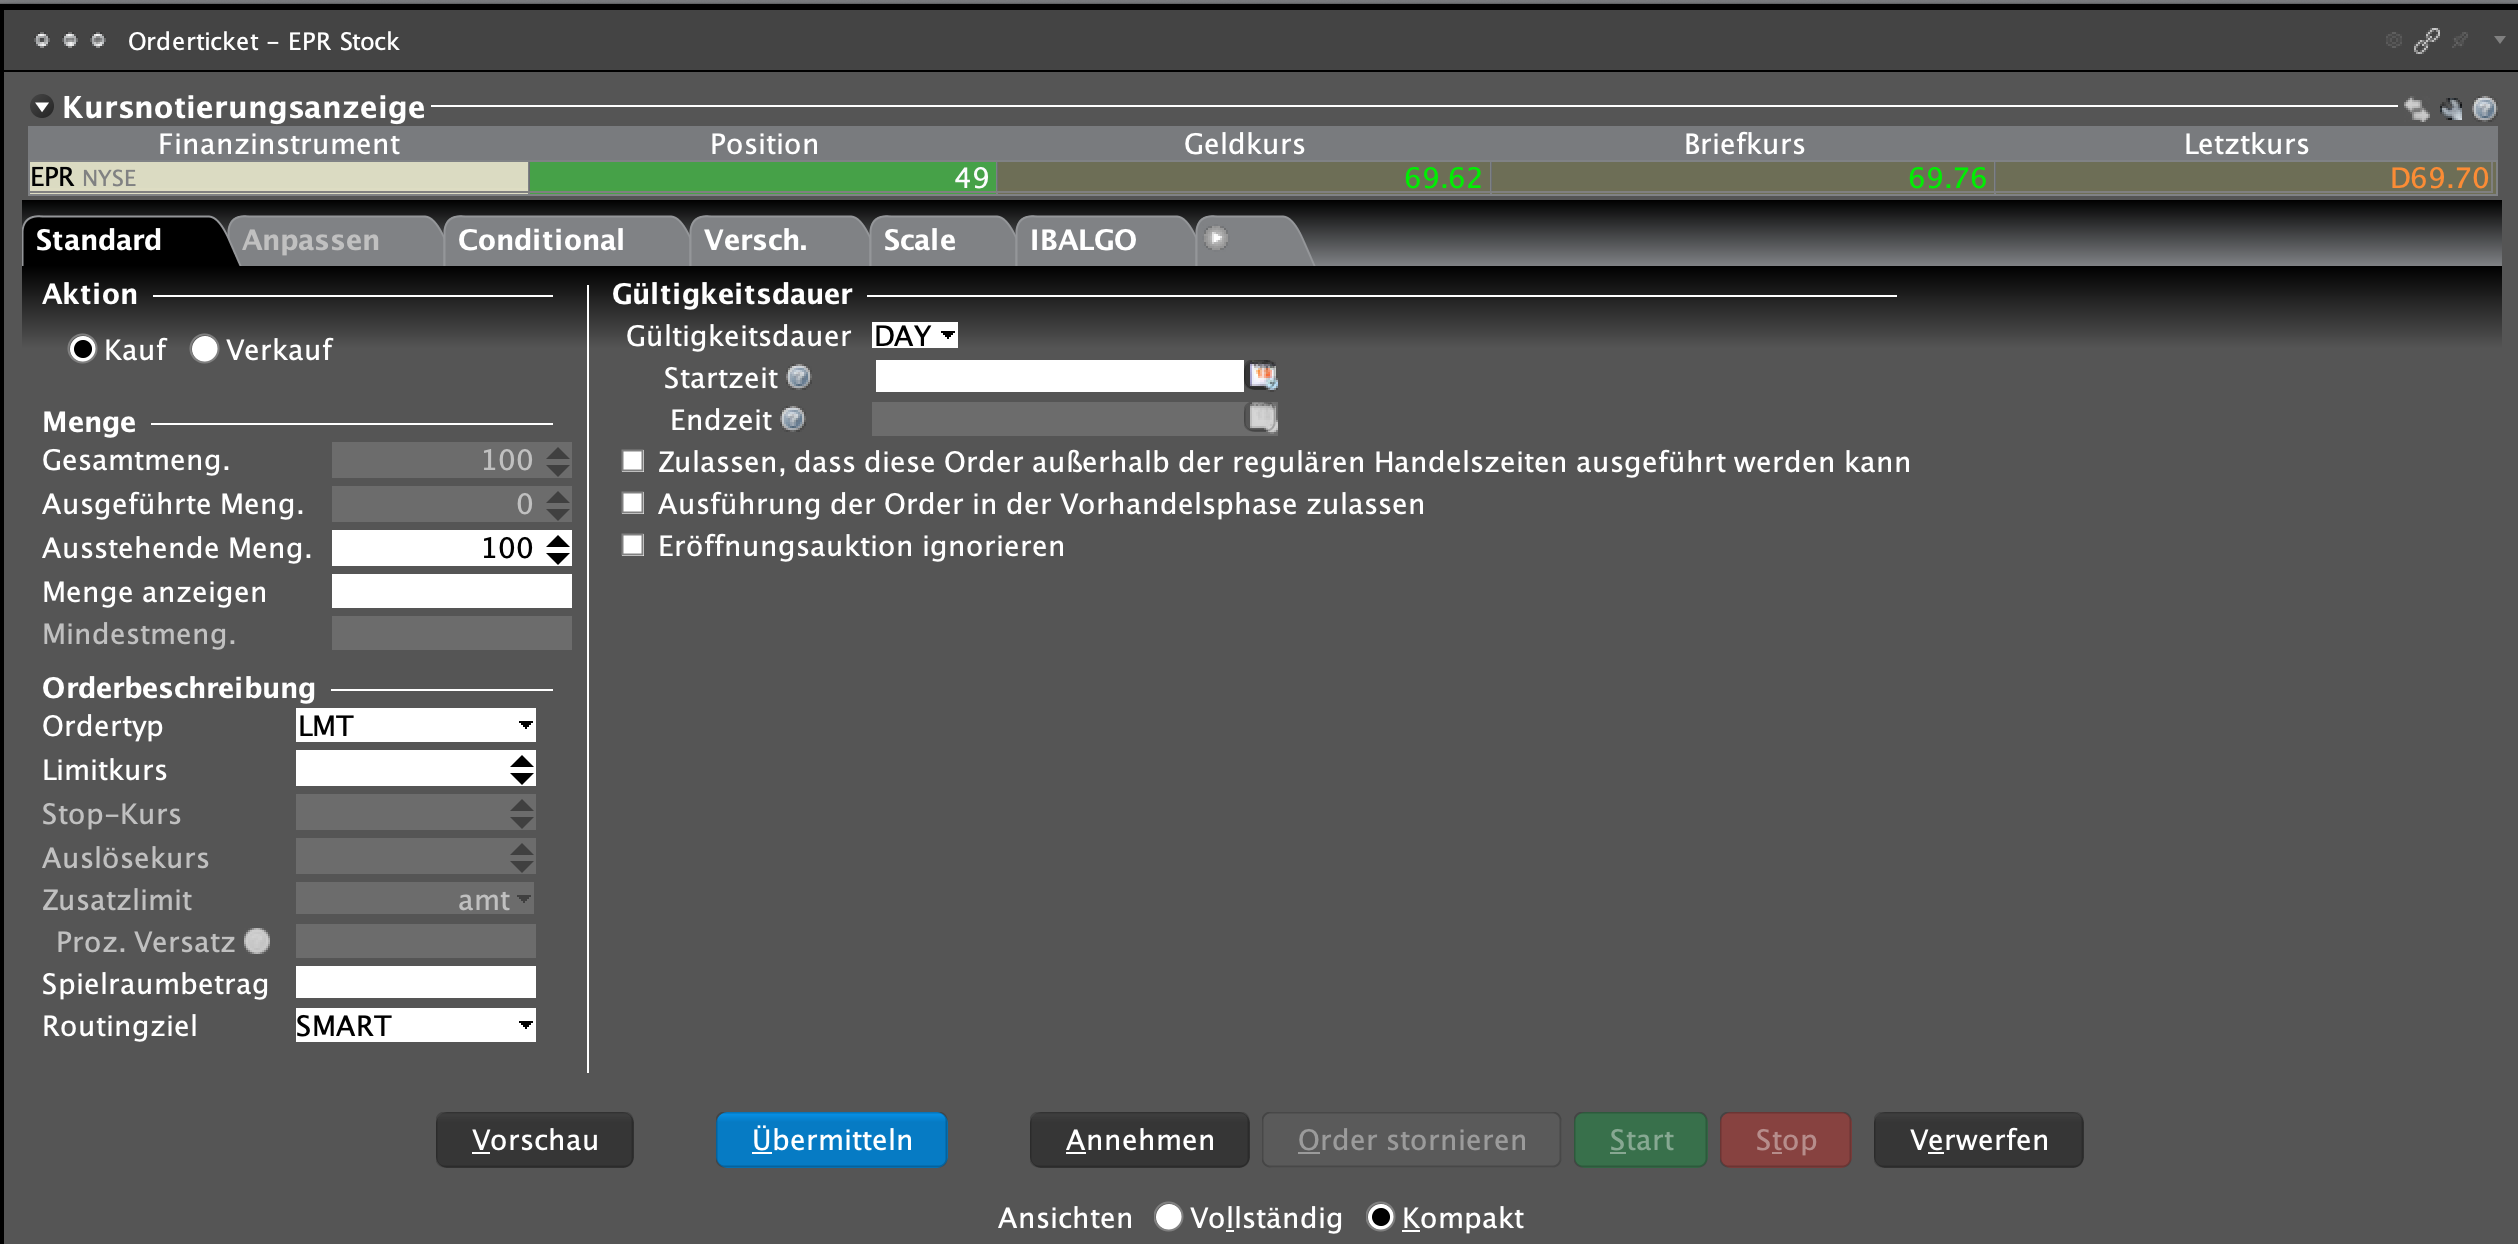 Orderticket – EPR Stock
Kursnotierungsanzeige
Finanzinstrument Position Geldkurs Briefkurs Letztkurs
EPR NYSE 49 69.62 69.76 D69.70
Standard Anpassen Conditional Versch. Scale IBALGO
Aktion
Kauf Verkauf
Menge
Gesamtmeng. 100
Ausgeführte Meng. 0
Ausstehende Meng. 100
Menge anzeigen
Mindestmeng.
Orderbeschreibung
Ordertyp LMT
Limitkurs
Stop-Kurs
Auslösekurs
Zusatzlimit amt
Proz. Versatz
Spielraumbetrag
Routingziel SMART
Gültigkeitsdauer
Gültigkeitsdauer DAY
Startzeit
Endzeit
Zulassen, dass diese Order außerhalb der regulären Handelszeiten ausgeführt werden kann
Ausführung der Order in der Vorhandelsphase zulassen
Eröffnungsauktion ignorieren
Vorschau Übermitteln Annehmen Order stornieren Start Stop Verwerfen
Ansichten Vollständig Kompakt